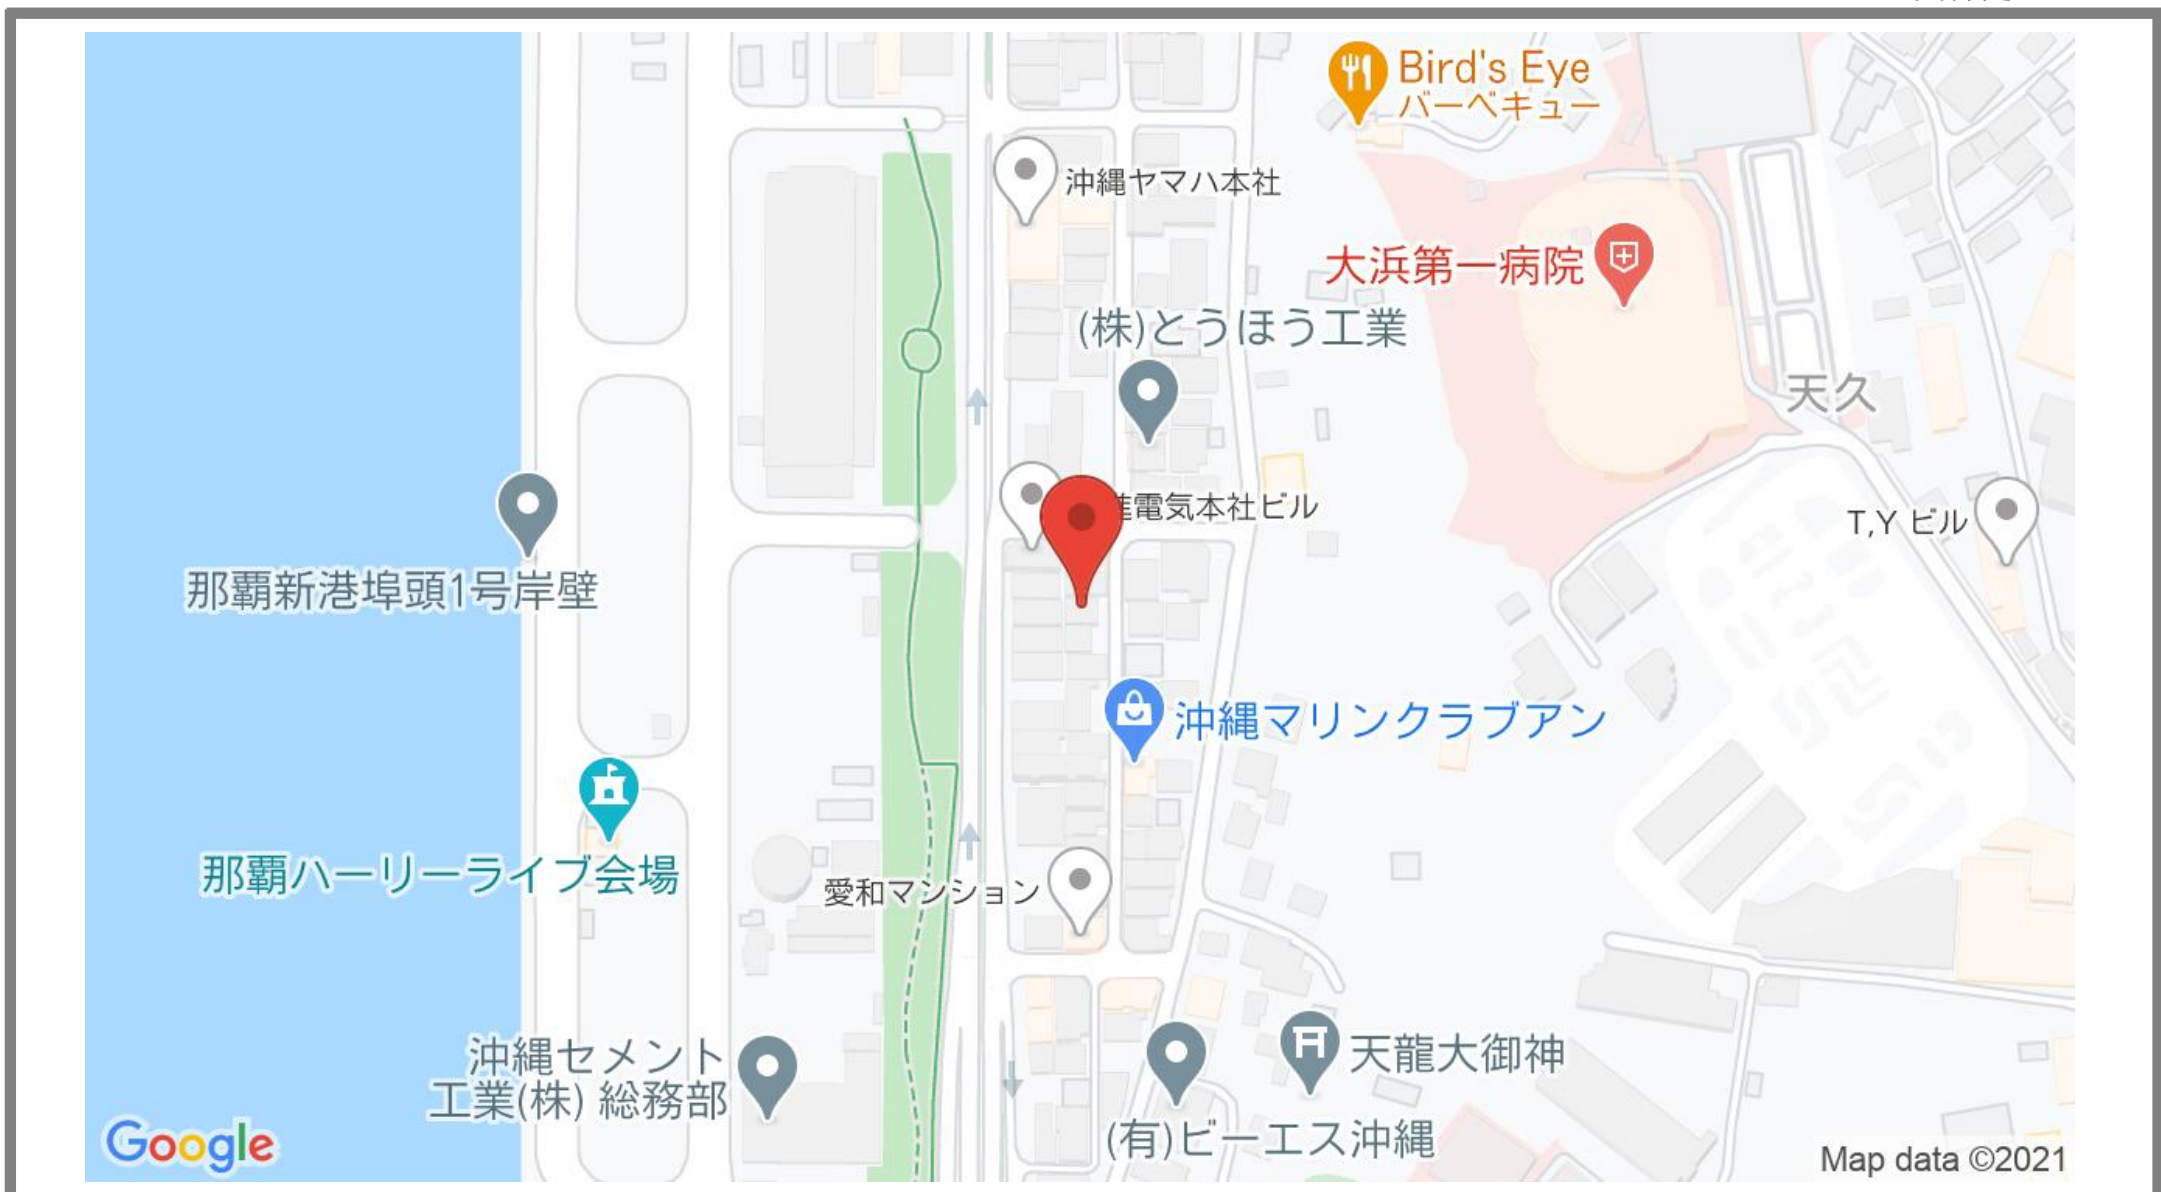 Bird's Eye
バーベキュー
沖縄ヤマハ本社
大浜第一病院
(株)とうほう工業
天久
進電気本社ビル
T,Y ビル
那覇新港埠頭1号岸壁
沖縄マリンクラブアン
那覇ハーリーライブ会場
愛和マンション
沖縄セメント
工業(株) 総務部
天龍大御神
(有)ビーエス沖縄
Google
Map data ©2021